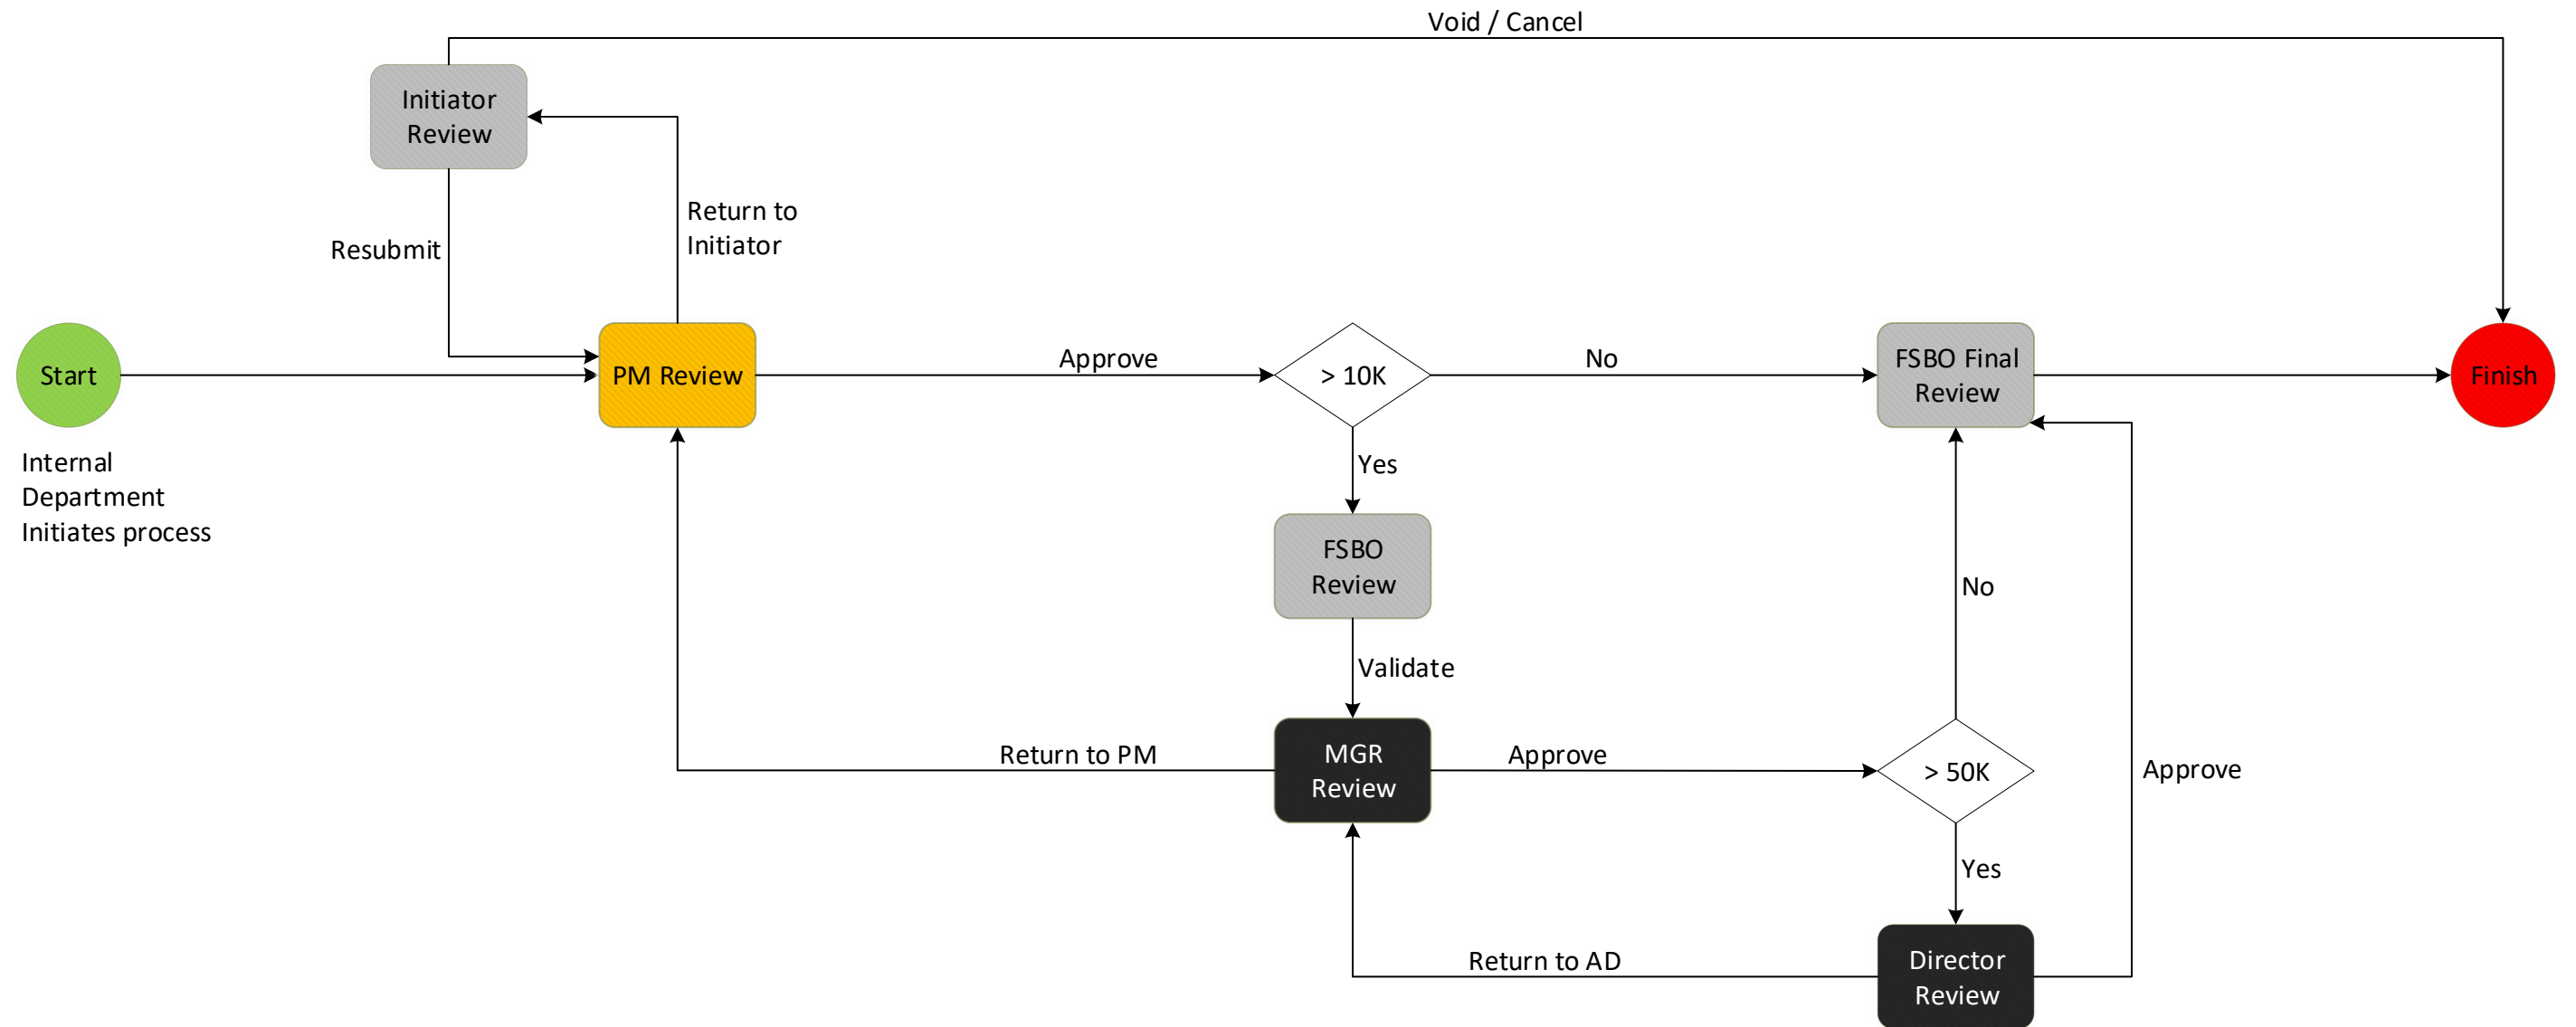 Void / Cancel
Initiator
Review
Return to
Initiator
Resubmit
Start
PM Review
Approve
> 10K
No
FSBO Final
Review
Finish
Internal
Department
Initiates process
Yes
FSBO
Review
No
Validate
Return to PM
MGR
Review
Approve
> 50K
Approve
Yes
Return to AD
Director
Review